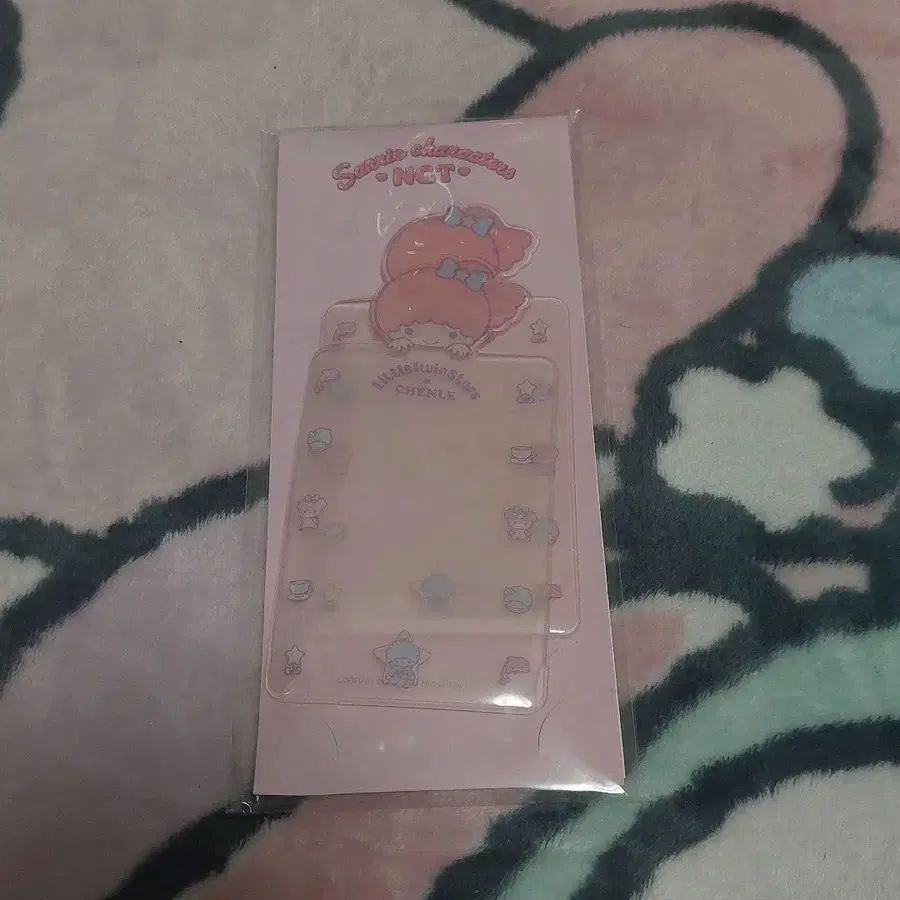 Sanrio characters
• NCT •
LittleTwinStars
×
CHENLE